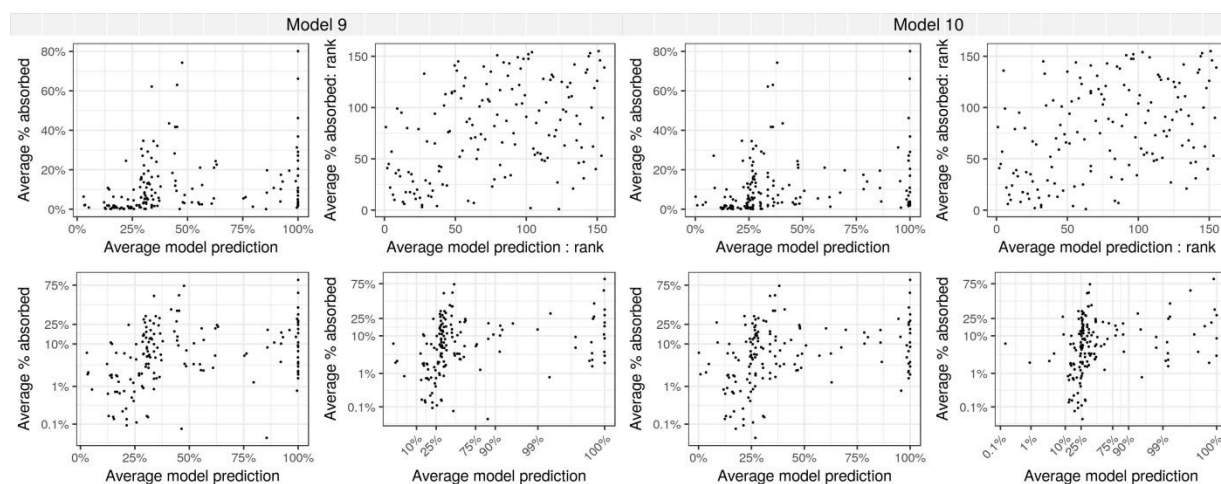 Model 9
Model 10
Average % absorbed
80%
60%
40%
20%
0%
0% 25% 50% 75% 100%
Average model prediction
Average % absorbed: rank
150
100
50
0
0 50 100 150
Average model prediction : rank
Average % absorbed
80%
60%
40%
20%
0%
0% 25% 50% 75% 100%
Average model prediction
Average % absorbed: rank
150
100
50
0
0 50 100 150
Average model prediction : rank
Average % absorbed
75%
25%
10%
1%
0.1%
0% 25% 50% 75% 100%
Average model prediction
Average % absorbed
75%
25%
10%
1%
0.1%
10% 25% 75% 90% 99% 100%
Average model prediction
Average % absorbed
75%
25%
10%
1%
0.1%
0% 25% 50% 75% 100%
Average model prediction
Average % absorbed
75%
25%
10%
1%
0.1%
0.1% 1% 10% 25% 75% 90% 99% 100%
Average model prediction